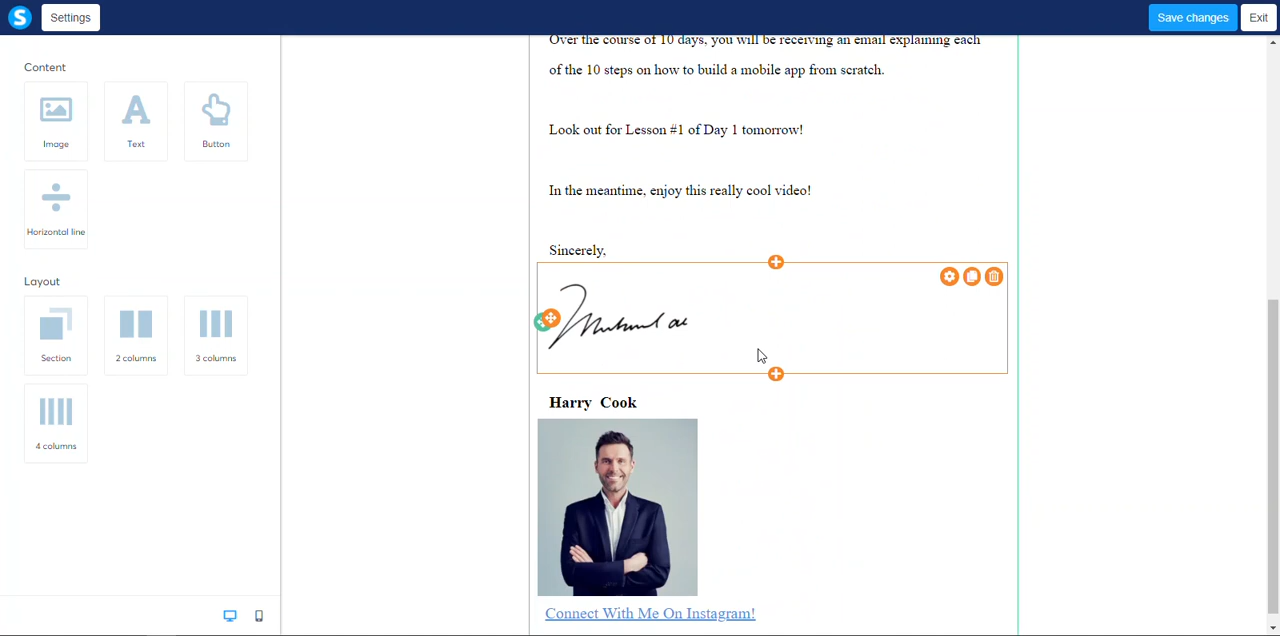 S
Settings
Save changes
Exit
Content
Image
Text
Button
Horizontal line
Layout
Section
2 columns
3 columns
4 columns
Over the course of 10 days, you will be receiving an email explaining each
of the 10 steps on how to build a mobile app from scratch.
Look out for Lesson #1 of Day 1 tomorrow!
In the meantime, enjoy this really cool video!
Sincerely,
Harry Cook
Connect With Me On Instagram!